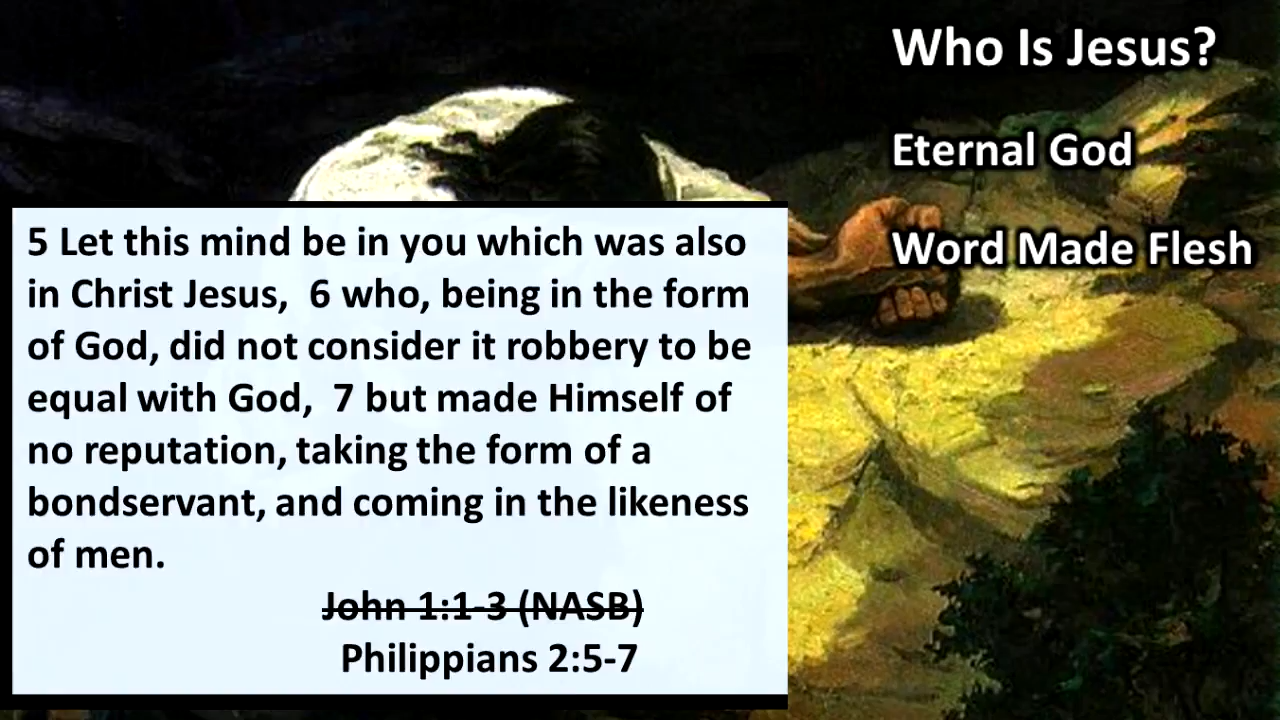 Who Is Jesus?
Eternal God
Word Made Flesh
5 Let this mind be in you which was also
in Christ Jesus,  6 who, being in the form
of God, did not consider it robbery to be
equal with God,  7 but made Himself of
no reputation, taking the form of a
bondservant, and coming in the likeness
of men.
John 1:1-3 (NASB)
Philippians 2:5-7